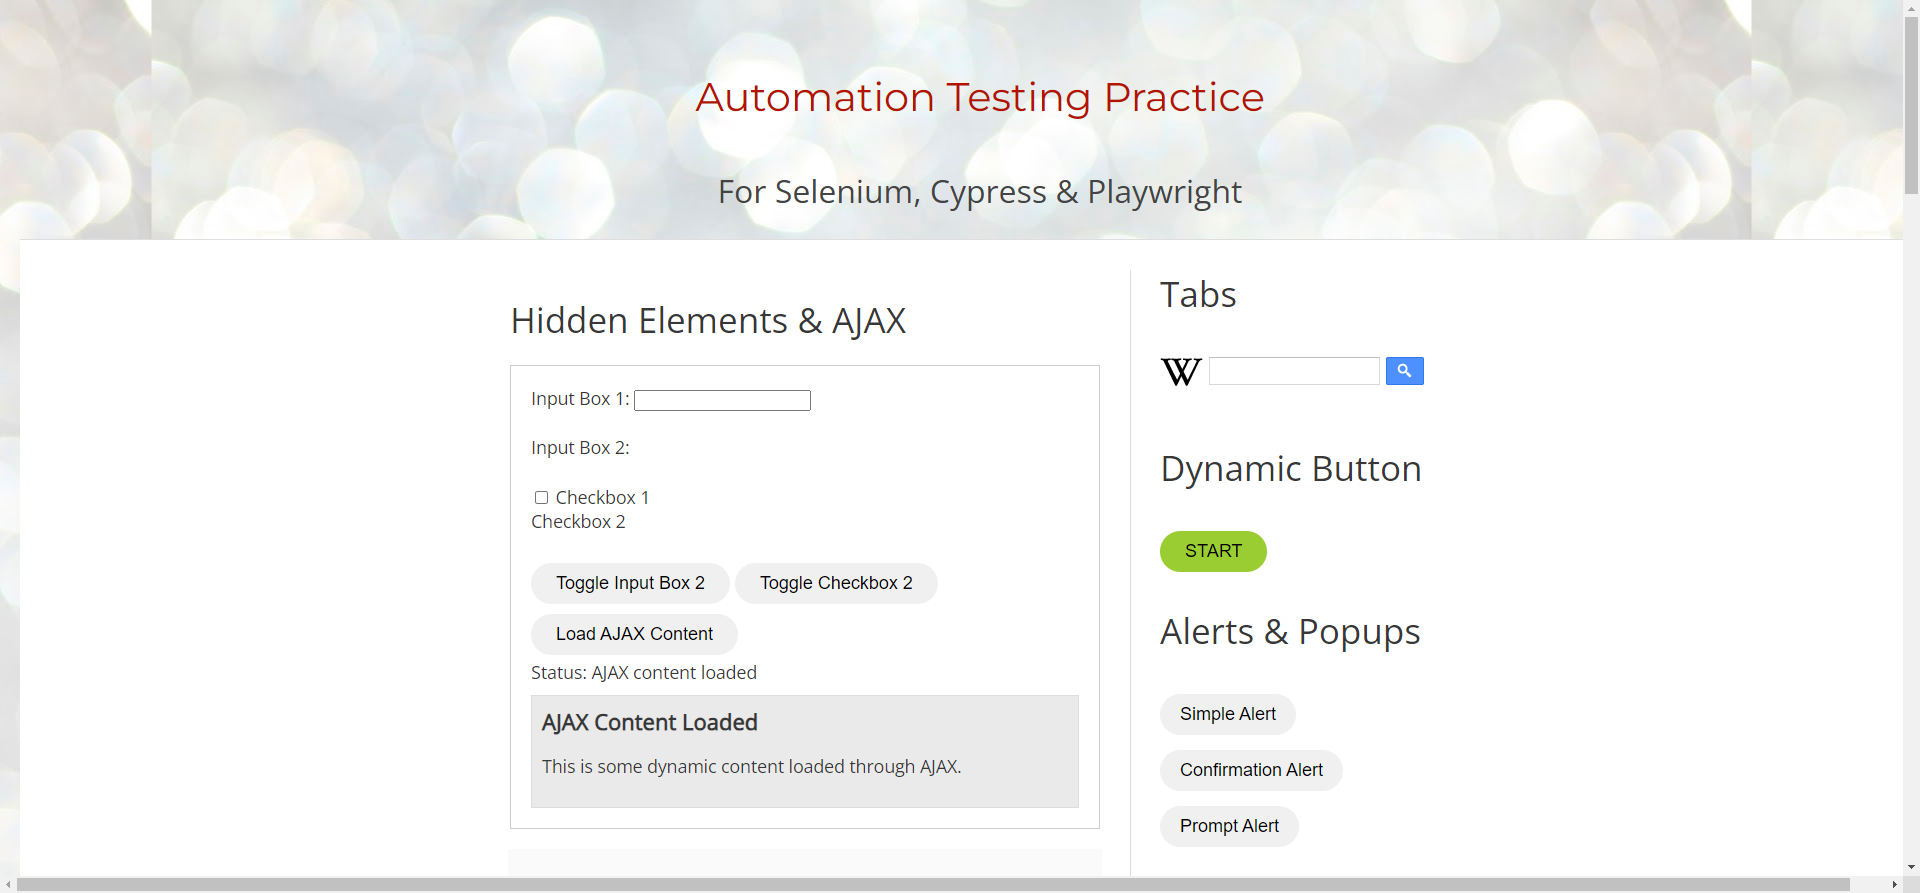 Automation Testing Practice
For Selenium, Cypress & Playwright
Hidden Elements & AJAX
Input Box 1:
Input Box 2:
Checkbox 1
Checkbox 2
Toggle Input Box 2
Toggle Checkbox 2
Load AJAX Content
Status: AJAX content loaded
AJAX Content Loaded
This is some dynamic content loaded through AJAX.
Tabs
W
Dynamic Button
START
Alerts & Popups
Simple Alert
Confirmation Alert
Prompt Alert